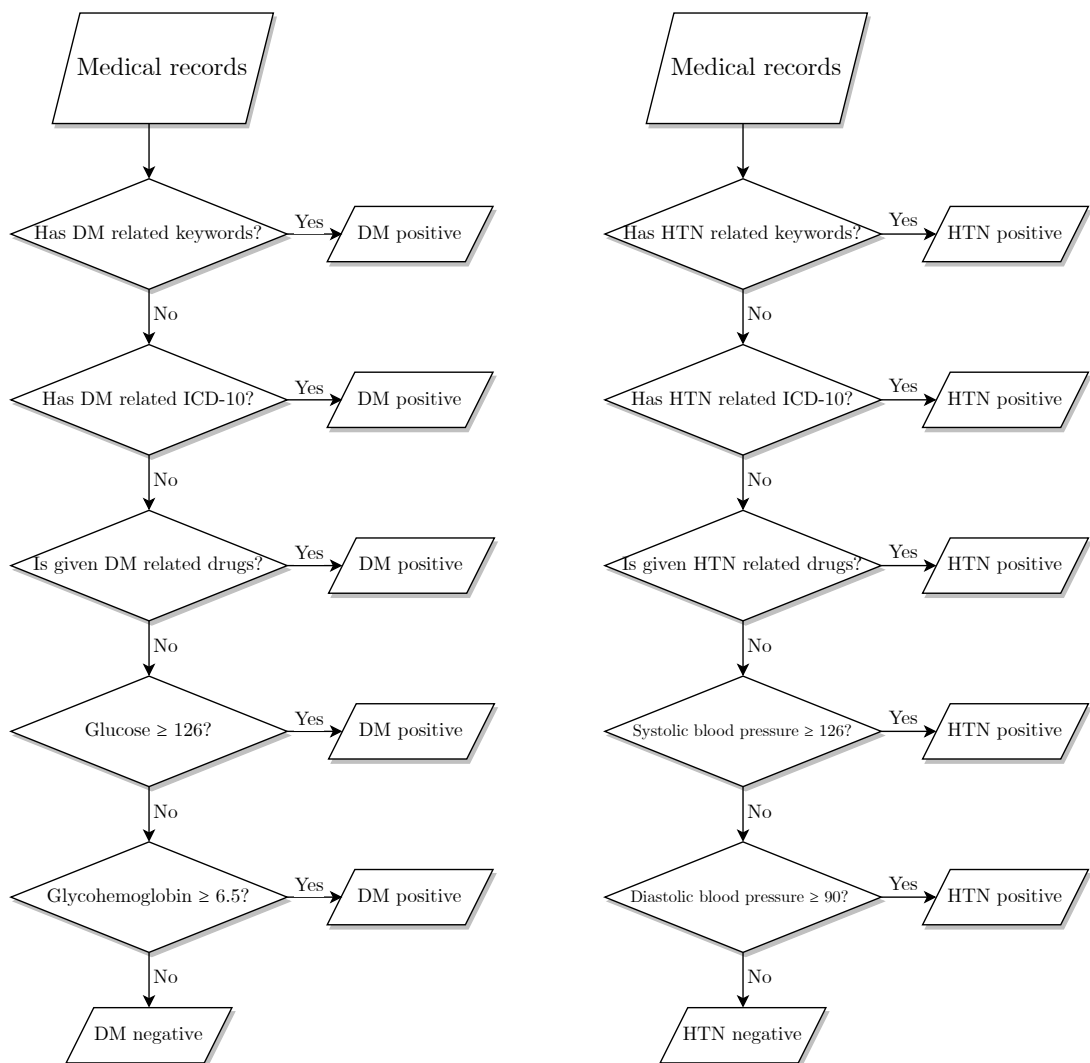 Medical records
Has DM related keywords?
Yes
DM positive
No
Has DM related ICD-10?
Yes
DM positive
No
Is given DM related drugs?
Yes
DM positive
No
Glucose ≥ 126?
Yes
DM positive
No
Glycohemoglobin ≥ 6.5?
Yes
DM positive
No
DM negative
Medical records
Has HTN related keywords?
Yes
HTN positive
No
Has HTN related ICD-10?
Yes
HTN positive
No
Is given HTN related drugs?
Yes
HTN positive
No
Systolic blood pressure ≥ 126?
Yes
HTN positive
No
Diastolic blood pressure ≥ 90?
Yes
HTN positive
No
HTN negative